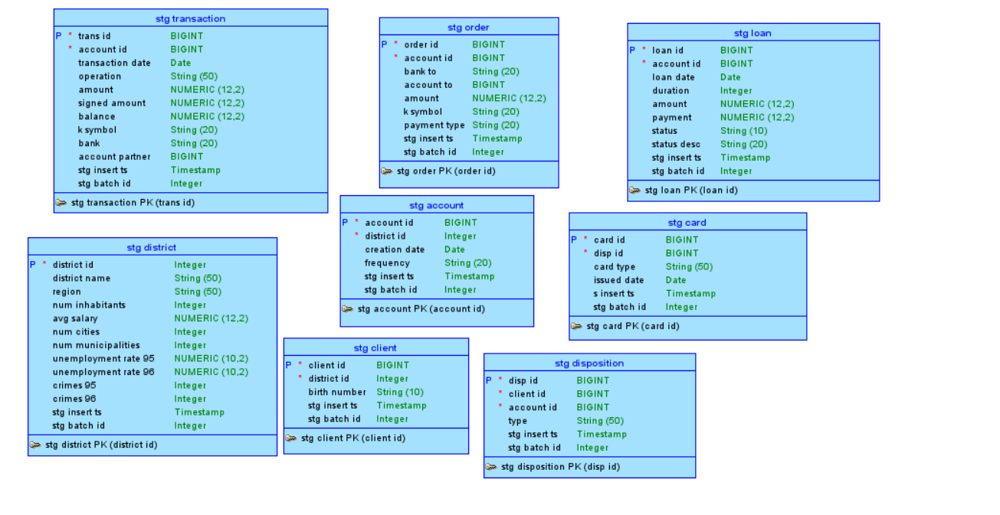 stg transaction
P * trans id BIGINT
* account id BIGINT
transaction date Date
operation String (50)
amount NUMERIC (12,2)
signed amount NUMERIC (12,2)
balance NUMERIC (12,2)
k symbol String (20)
bank String (20)
account partner BIGINT
stg insert ts Timestamp
stg batch id Integer
stg transaction PK (trans id)
stg order
P * order id BIGINT
* account id BIGINT
bank to String (20)
account to BIGINT
amount NUMERIC (12,2)
k symbol String (20)
payment type String (20)
stg insert ts Timestamp
stg batch id Integer
stg order PK (order id)
stg loan
P * loan id BIGINT
* account id BIGINT
loan date Date
duration Integer
amount NUMERIC (12,2)
payment NUMERIC (12,2)
status String (10)
status desc String (20)
stg insert ts Timestamp
stg batch id Integer
stg loan PK (loan id)
stg account
P * account id BIGINT
* district id Integer
creation date Date
frequency String (20)
stg insert ts Timestamp
stg batch id Integer
stg account PK (account id)
stg card
P * card id BIGINT
* disp id BIGINT
card type String (50)
issued date Date
s insert ts Timestamp
stg batch id Integer
stg card PK (card id)
stg district
P * district id Integer
district name String (50)
region String (50)
num inhabitants Integer
avg salary NUMERIC (12,2)
num cities Integer
num municipalities Integer
unemployment rate 95 NUMERIC (10,2)
unemployment rate 96 NUMERIC (10,2)
crimes 95 Integer
crimes 96 Integer
stg insert ts Timestamp
stg batch id Integer
stg district PK (district id)
stg client
P * client id BIGINT
* district id Integer
birth number String (10)
stg insert ts Timestamp
stg batch id Integer
stg client PK (client id)
stg disposition
P * disp id BIGINT
* client id BIGINT
* account id BIGINT
type String (50)
stg insert ts Timestamp
stg batch id Integer
stg disposition PK (disp id)